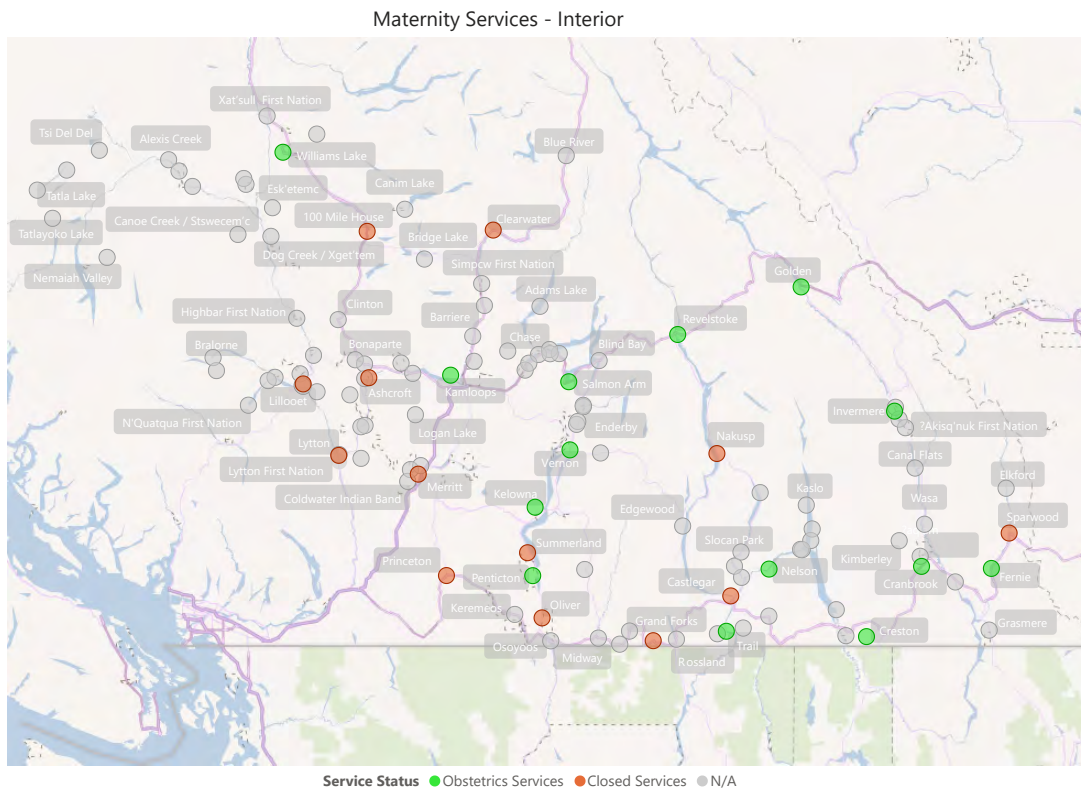 Maternity Services - Interior
Xat'sull First Nation
Tsi Del Del
Alexis Creek
Blue River
Williams Lake
Canim Lake
Esk'etemc
Tatla Lake
Canoe Creek / Stswecem'c
100 Mile House
Clearwater
Tatlayoko Lake
Bridge Lake
Dog Creek / Xget'tem
Simpcw First Nation
Nemaiah Valley
Golden
Highbar First Nation
Clinton
Adams Lake
Barriere
Revelstoke
Bralorne
Bonaparte
Chase
Blind Bay
Lillooet
Ashcroft
Kamloops
Salmon Arm
N'Quatqua First Nation
Logan Lake
Enderby
Invermere
?Akisq'nuk First Nation
Lytton
Nakusp
Canal Flats
Lytton First Nation
Vernon
Elkford
Coldwater Indian Band
Merritt
Kelowna
Kaslo
Wasa
Edgewood
Sparwood
Summerland
Slocan Park
Princeton
Penticton
Nelson
Kimberley
Castlegar
Cranbrook
Fernie
Keremeos
Oliver
Grand Forks
Creston
Grasmere
Osoyoos
Midway
Rossland
Trail
Service Status Obstetrics Services Closed Services N/A